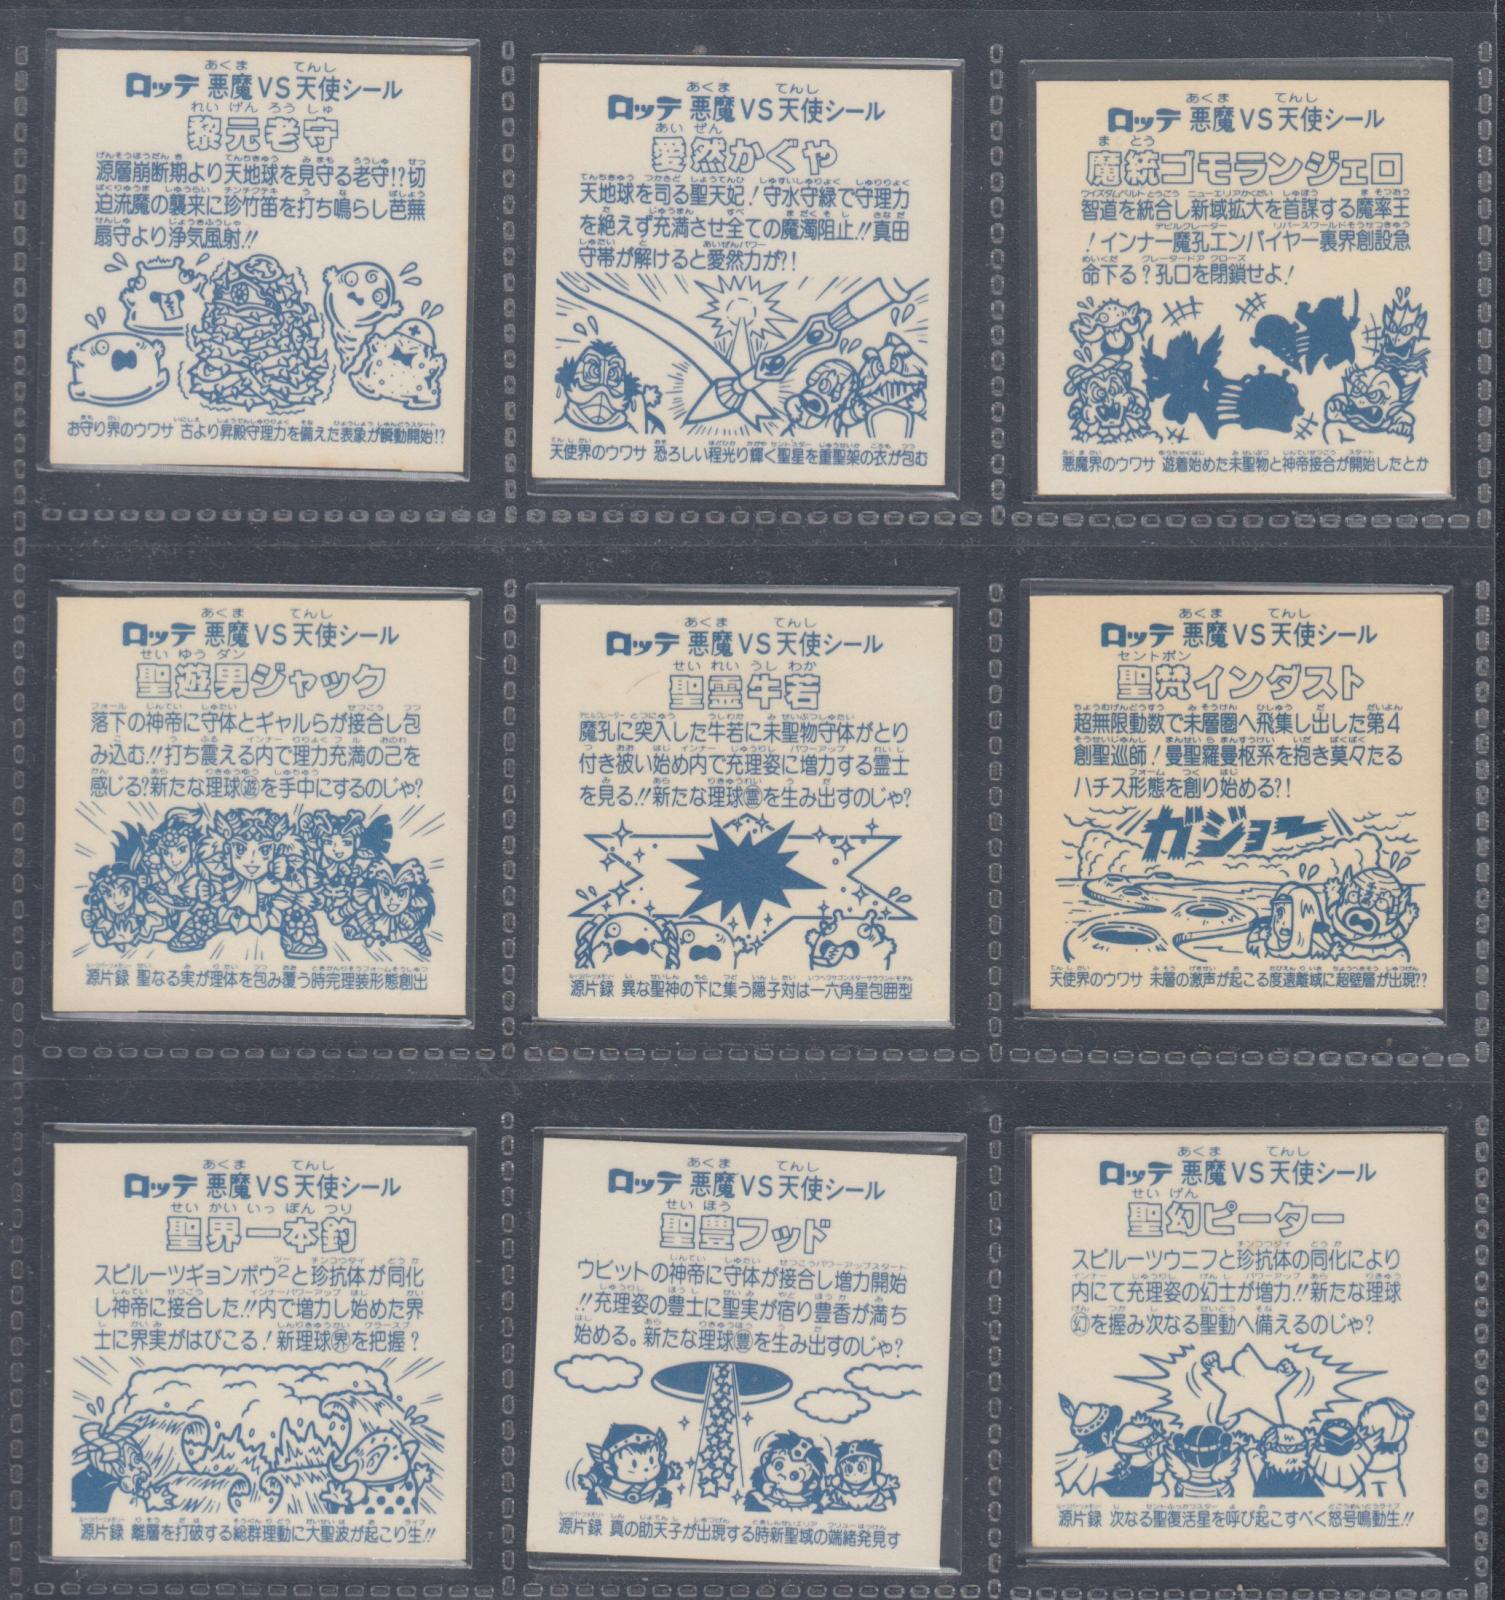 ロッテ 悪魔VS天使シール
黎元老守
源層崩断期より天地球を見守る老守!?切
迫流魔の襲来に珍竹笛を打ち鳴らし芭蕉
扇守より浄気風射!!
お守り界のウワサ 古より昇殿守理力を備えた表象が瞬動開始!?
ロッテ 悪魔VS天使シール
愛然かぐや
天地球を司る聖天妃!守水守緑で守理力
を絶えず充満させ全ての魔濁阻止!!真田
守帯が解けると愛然力が?!
天使界のウワサ 恐ろしい程光り輝く聖星を重聖架の衣が包む
ロッテ 悪魔VS天使シール
魔統ゴモランジェロ
智道を統合し新域拡大を首謀する魔率王
!インナー魔孔エンパイヤー裏界創設急
命下る?孔口を閉鎖せよ!
悪魔界のウワサ 遊着始めた未聖物と神帝接合が開始したとか
ロッテ 悪魔VS天使シール
聖遊男ジャック
落下の神帝に守体とギャルらが接合し包
み込む!!打ち震える内で理力充満の己を
感じる?新たな理球遊を手中にするのじゃ?
源片録 聖なる実が理体を包み覆う時完理装形態創出
ロッテ 悪魔VS天使シール
聖霊牛若
魔孔に突入した牛若に未聖物守体がとり
付き被い始め内で充理姿に増力する霊士
を見る!!新たな理球霊を生み出すのじゃ?
源片録 異な聖神の下に集う隠子対は一六角星包囲型
ロッテ 悪魔VS天使シール
聖梵インダスト
超無限動数で未層圏へ飛集し出した第4
創聖巡師!曼聖羅曼枢系を抱き莫々たる
ハチス形態を創り始める?!
ガジョー
天使界のウワサ 未層の激声が起こる度遠離域に超壁層が出現??
ロッテ 悪魔VS天使シール
聖界一本釣
スピルーツギョンボウ2と珍抗体が同化
し神帝に接合した!!内で増力し始めた界
士に界実がはびこる!新理球界を把握?
源片録 離層を打破する総群理動に大聖波が起こり生!!
ロッテ 悪魔VS天使シール
聖豊フッド
ウビットの神帝に守体が接合し増力開始
!!充理姿の豊士に聖実が宿り豊香が満ち
始める。新たな理球豊を生み出すのじゃ?
源片録 真の助天子が出現する時新聖域の端緒発見す
ロッテ 悪魔VS天使シール
聖幻ピーター
スピルーツウニフと珍抗体の同化により
内にて充理姿の幻士が増力!!新たな理球
幻を握み次なる聖動へ備えるのじゃ?
源片録 次なる聖復活星を呼び起こすべく怒号鳴動生!!